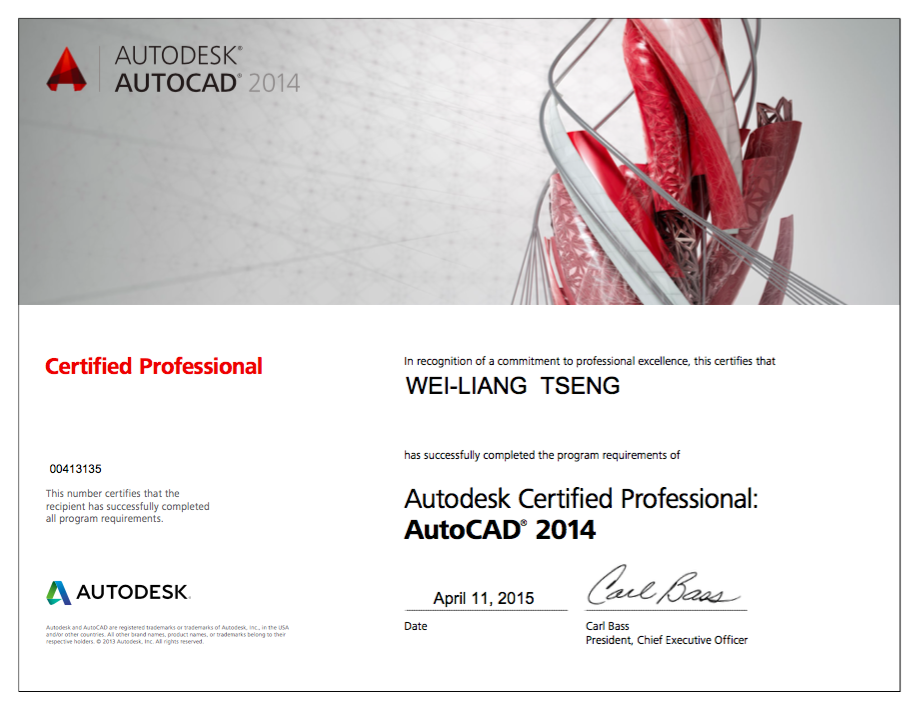 AUTODESK®
AUTOCAD® 2014
Certified Professional
00413135
This number certifies that the
recipient has successfully completed
all program requirements.
AUTODESK.
Autodesk and AutoCAD are registered trademarks or trademarks of Autodesk, Inc., in the USA
and/or other countries. All other brand names, product names, or trademarks belong to their
respective holders. © 2013 Autodesk, Inc. All rights reserved.
In recognition of a commitment to professional excellence, this certifies that
WEI-LIANG TSENG
has successfully completed the program requirements of
Autodesk Certified Professional:
AutoCAD® 2014
April 11, 2015
Date
Carl Bass
Carl Bass
President, Chief Executive Officer